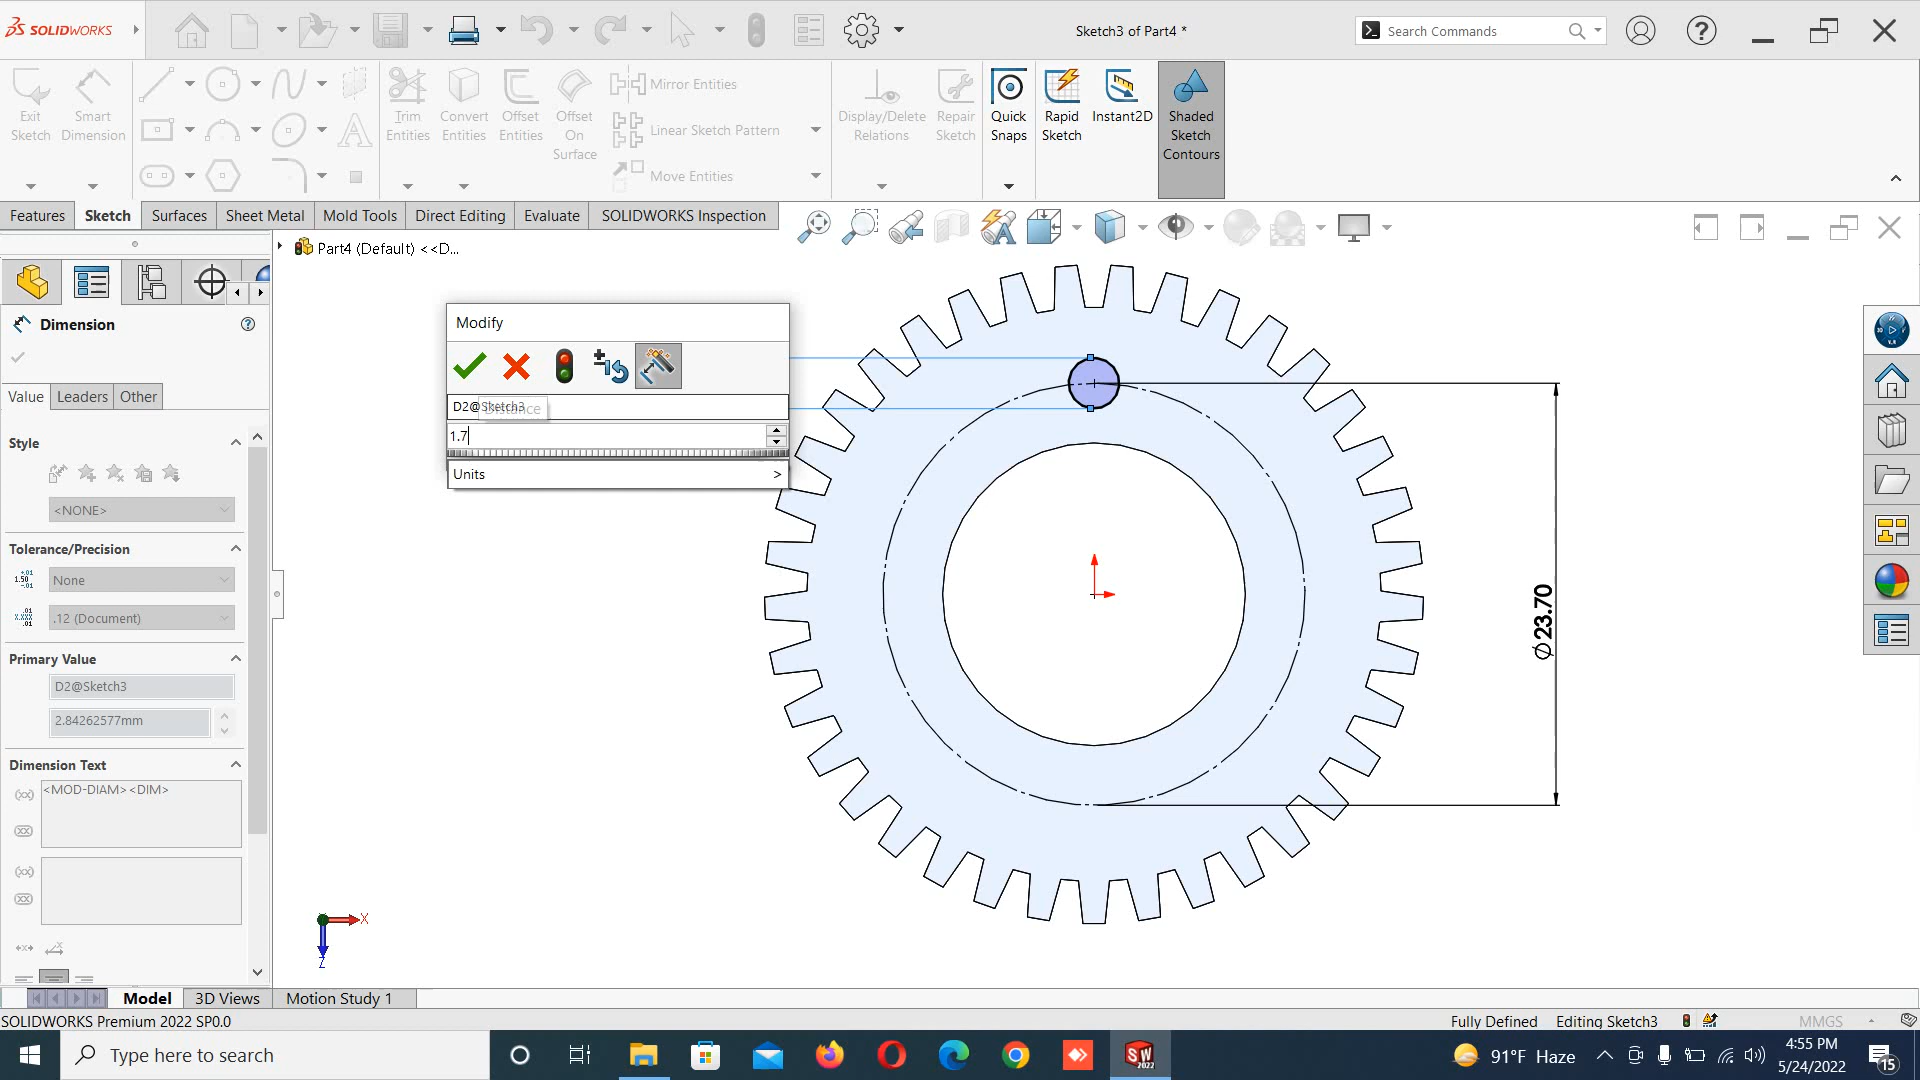 SOLIDWORKS
Sketch3 of Part4 *
Search Commands
Exit Sketch
Smart Dimension
Trim Entities
Convert Entities
Offset Entities
Offset On Surface
Mirror Entities
Linear Sketch Pattern
Move Entities
Display/Delete Relations
Repair Sketch
Quick Snaps
Rapid Sketch
Instant2D
Shaded Sketch Contours
Features
Sketch
Surfaces
Sheet Metal
Mold Tools
Direct Editing
Evaluate
SOLIDWORKS Inspection
Part4 (Default) <<D...
Dimension
Value
Leaders
Other
Style
<NONE>
Tolerance/Precision
None
.12 (Document)
Primary Value
D2@Sketch3
2.84262577mm
Dimension Text
<MOD-DIAM><DIM>
Modify
D2@Sketch3
Distance
1.7
Units >
∅23.70
X
Z
Model
3D Views
Motion Study 1
SOLIDWORKS Premium 2022 SP0.0
Fully Defined
Editing Sketch3
MMGS
Type here to search
SW
2022
91°F Haze
4:55 PM
5/24/2022
15